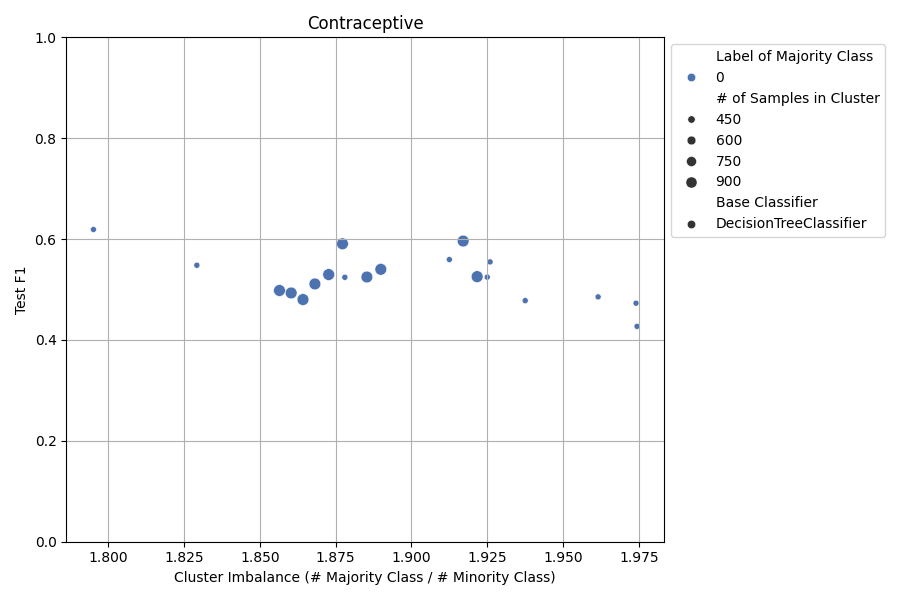 Contraceptive
1.0
0.8
0.6
0.4
0.2
0.0
Test F1
1.800
1.825
1.850
1.875
1.900
1.925
1.950
1.975
Cluster Imbalance (# Majority Class / # Minority Class)
Label of Majority Class
0
# of Samples in Cluster
450
600
750
900
Base Classifier
DecisionTreeClassifier